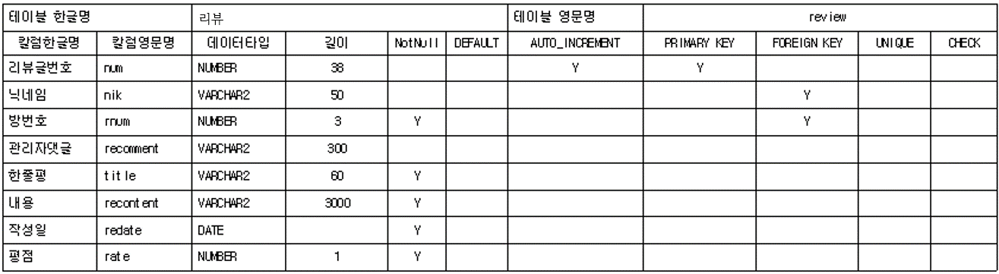 테이블 한글명 리뷰 테이블 영문명 review
칼럼한글명 칼럼영문명 데이터타입 길이 NotNull DEFAULT AUTO_INCREMENT PRIMARY KEY FOREIGN KEY UNIQUE CHECK
리뷰글번호 num NUMBER 38 Y Y
닉네임 nik VARCHAR2 50 Y
방번호 rnum NUMBER 3 Y Y
관리자댓글 recomment VARCHAR2 300
한줄평 title VARCHAR2 60 Y
내용 recontent VARCHAR2 3000 Y
작성일 redate DATE Y
평점 rate NUMBER 1 Y